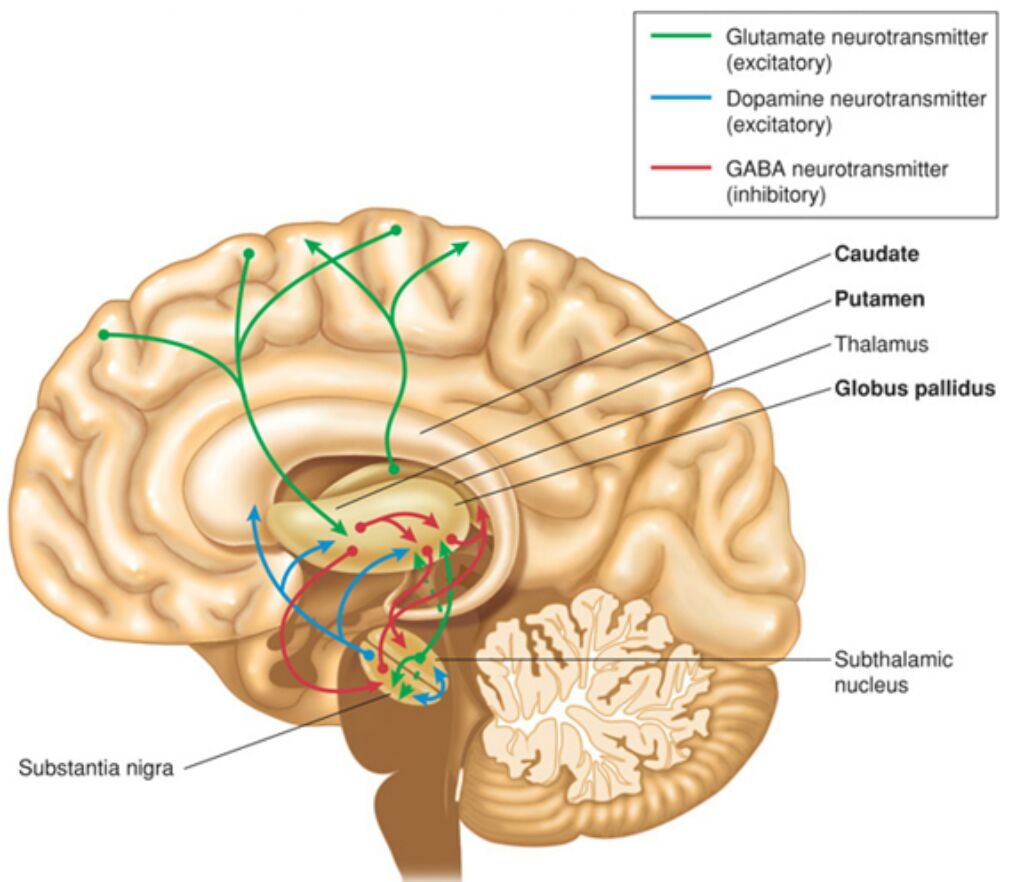 Glutamate neurotransmitter
(excitatory)
Dopamine neurotransmitter
(excitatory)
GABA neurotransmitter
(inhibitory)
Caudate
Putamen
Thalamus
Globus pallidus
Subthalamic
nucleus
Substantia nigra